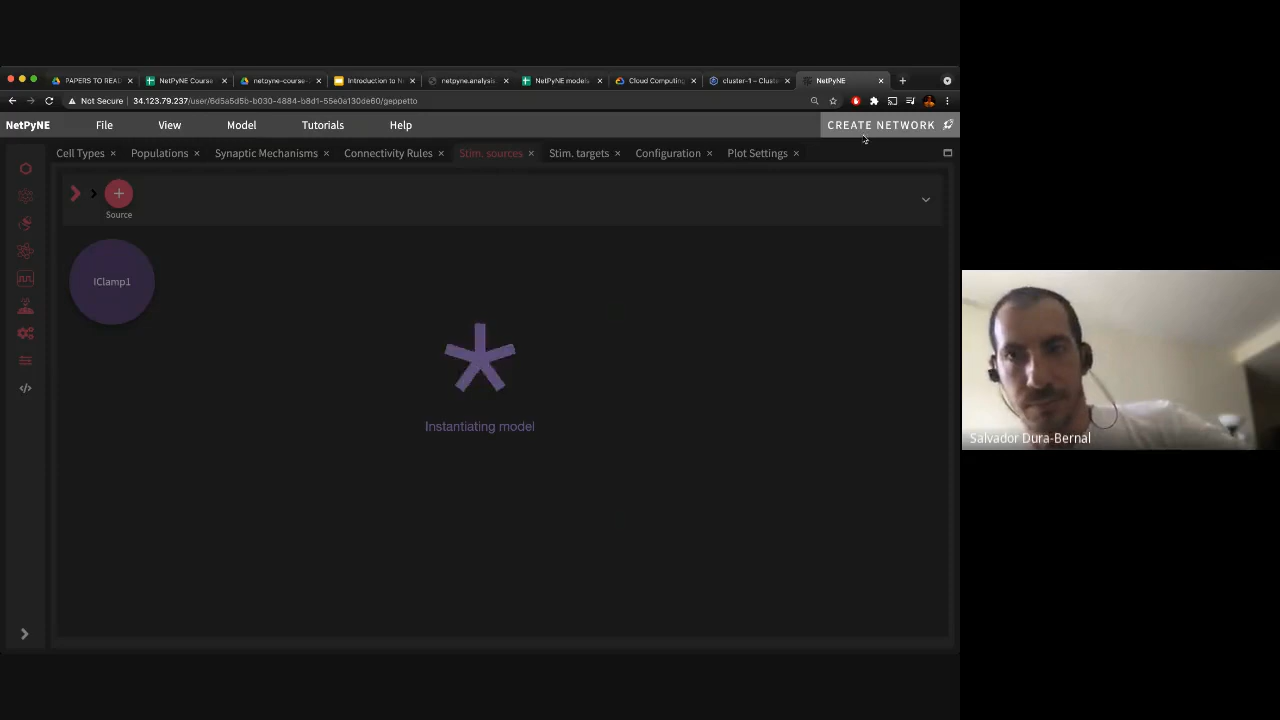 PAPERS TO READ
NetPyNE Course
netpyne-course-
Introduction to N
netpyne.analysis
NetPyNE models
Cloud Computing
cluster-1 – Cluste
NetPyNE
Not Secure
34.123.79.237/user/6d5a5d5b-b030-4884-b8d1-55e0a130de60/geppetto
NetPyNE
File
View
Model
Tutorials
Help
CREATE NETWORK
Cell Types
Populations
Synaptic Mechanisms
Connectivity Rules
Stim. sources
Stim. targets
Configuration
Plot Settings
Source
IClamp1
Instantiating model
Salvador Dura-Bernal